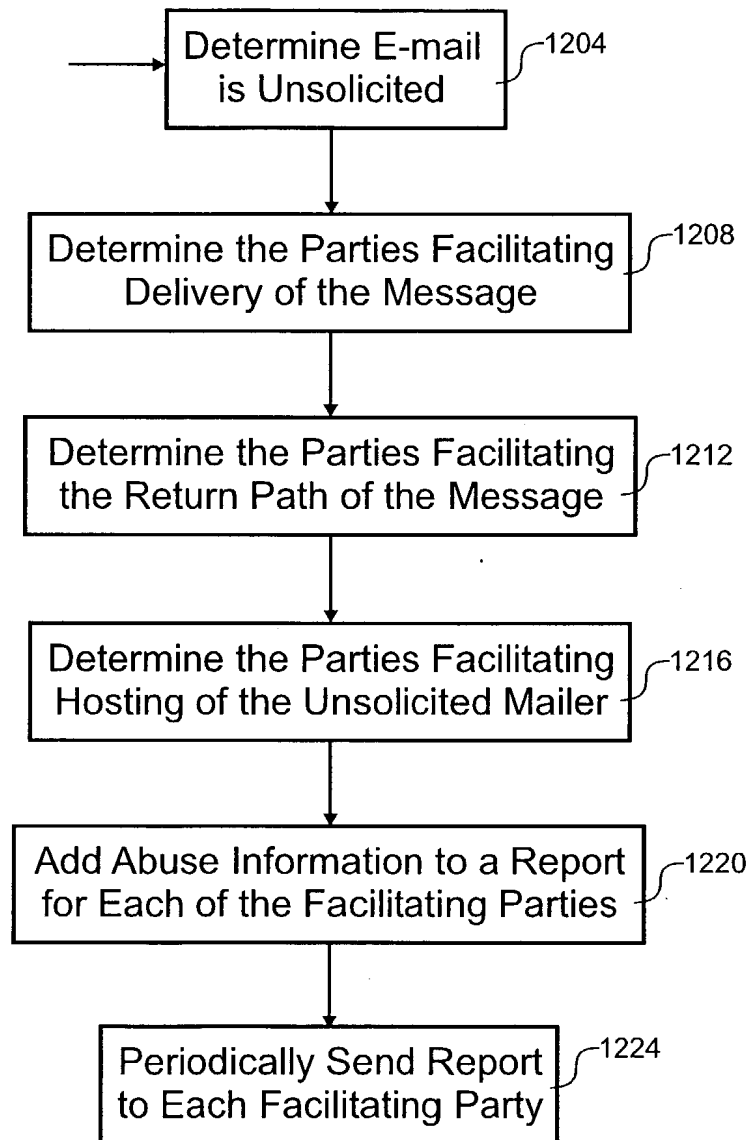 Determine E-mail
is Unsolicited
1204
Determine the Parties Facilitating
Delivery of the Message
1208
Determine the Parties Facilitating
the Return Path of the Message
1212
Determine the Parties Facilitating
Hosting of the Unsolicited Mailer
1216
Add Abuse Information to a Report
for Each of the Facilitating Parties
1220
Periodically Send Report
to Each Facilitating Party
1224